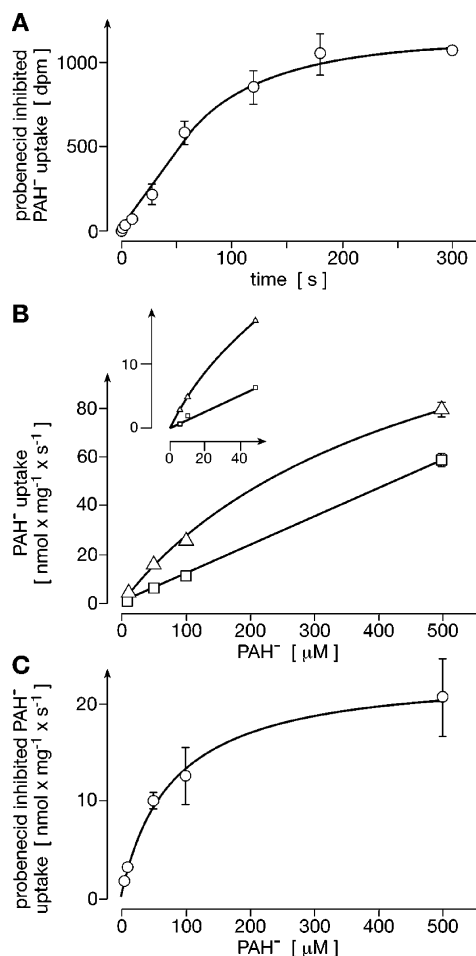 A
probenecid inhibited
PAH⁻ uptake [ dpm ]
1000
500
0
0 100 200 300
time [ s ]
B
10
0
0 20 40
PAH⁻ uptake
[ nmol x mg⁻¹ x s⁻¹ ]
80
60
40
20
0
0 100 200 300 400 500
PAH⁻ [ µM ]
C
probenecid inhibited PAH⁻
uptake [ nmol x mg⁻¹ x s⁻¹ ]
20
10
0
0 100 200 300 400 500
PAH⁻ [ µM ]